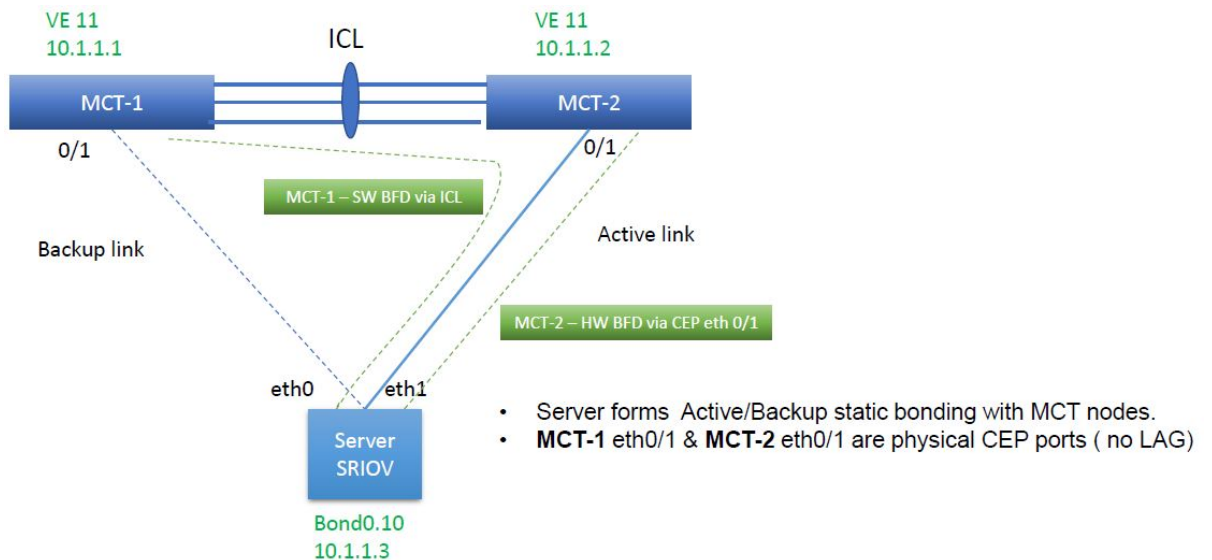 VE 11
10.1.1.1
ICL
VE 11
10.1.1.2
MCT-1
MCT-2
0/1
0/1
MCT-1 – SW BFD via ICL
Backup link
Active link
MCT-2 – HW BFD via CEP eth 0/1
eth0
eth1
Server
SRIOV
• Server forms Active/Backup static bonding with MCT nodes.
• MCT-1 eth0/1 & MCT-2 eth0/1 are physical CEP ports ( no LAG)
Bond0.10
10.1.1.3